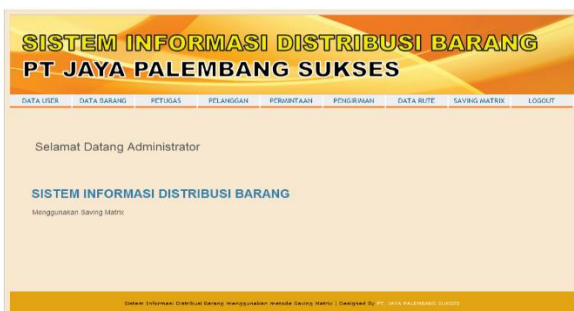 SISTEM INFORMASI DISTRIBUSI BARANG
PT JAYA PALEMBANG SUKSES
DATA USER DATA BARANG PETUGAS PELANGGAN PERMINTAAN PENGIRIMAN DATA RUTE SAVING MATRIX LOGOUT
Selamat Datang Administrator
SISTEM INFORMASI DISTRIBUSI BARANG
Menggunakan Saving Matrix
Sistem Informasi Distribusi Barang menggunakan metode Saving Matrix | Designed By PT. JAYA PALEMBANG SUKSES